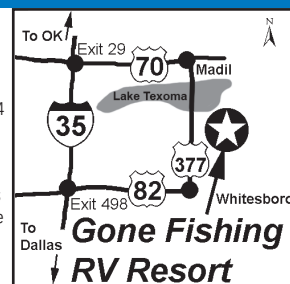 To OK
N
Exit 29
70
Madil
Lake Texoma
35
377
82
Exit 498
Whitesboro
To
Dallas
Gone Fishing
RV Resort